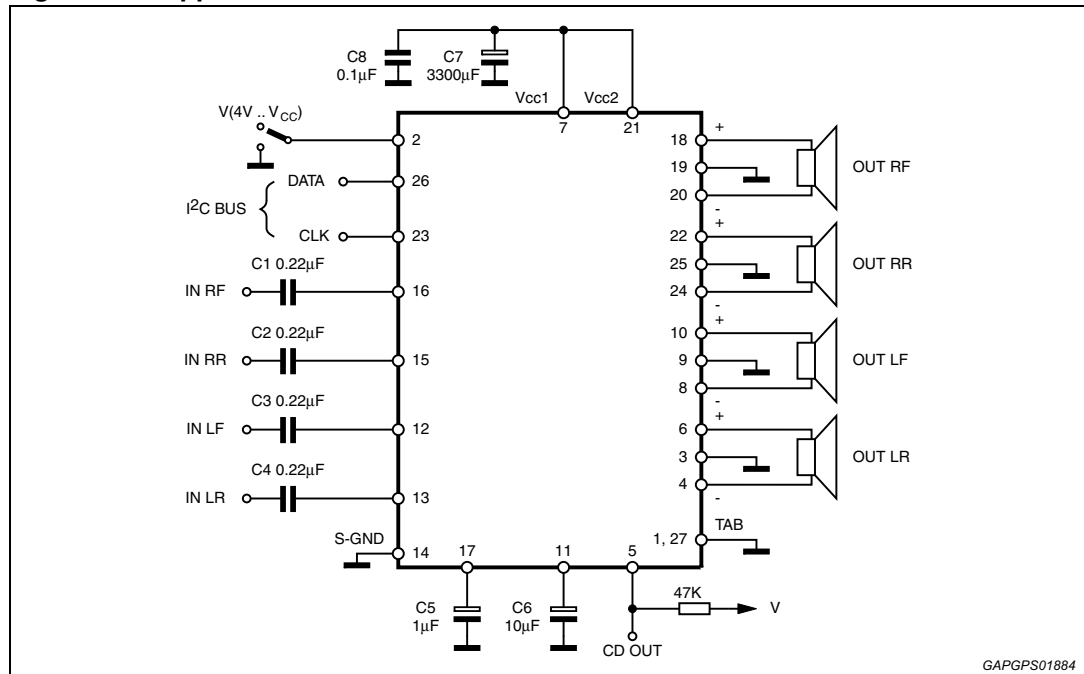 C8
0.1µF
C7
3300µF
Vcc1
Vcc2
7
21
V(4V .. VCC)
2
DATA
26
I2C BUS
CLK
23
C1 0.22µF
IN RF
16
C2 0.22µF
IN RR
15
C3 0.22µF
IN LF
12
C4 0.22µF
IN LR
13
S-GND
14
17
11
5
C5
1µF
C6
10µF
47K
V
CD OUT
18
+
19
OUT RF
20
-
+
22
25
OUT RR
24
-
+
10
9
OUT LF
8
-
+
6
3
OUT LR
4
-
1, 27
TAB
GAPGPS01884